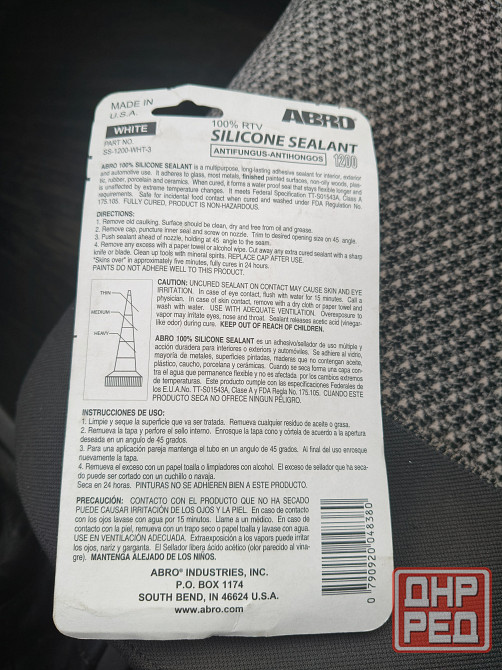 MADE IN
U.S.A.
WHITE
PART NO.
SS-1200-WHT-3
ABRO®
100% RTV
SILICONE SEALANT
ANTIFUNGUS-ANTIHONGOS
1200
ABRO 100% SILICONE SEALANT is a multipurpose, long-lasting adhesive sealant for interior, exterior
and automotive use. It adheres to glass, most metals, finished painted surfaces, non-oily woods, plas-
tic, rubber, porcelain and ceramics. When cured, it forms a water proof seal that stays flexible longer and
is unaffected by extreme temperature changes. It meets Federal Specification TT-S01543A, Class A
requirements. Safe for incidental food contact when cured and washed under FDA Regulation No.
175.105. FULLY CURED, PRODUCT IS NON-HAZARDOUS.
DIRECTIONS:
1. Remove old caulking. Surface should be clean, dry and free from oil and grease.
2. Remove cap, puncture inner seal and screw on nozzle. Trim to desired opening size on 45 angle.
3. Push sealant ahead of nozzle, holding at 45 angle to the seam.
4. Remove any excess with a paper towel or alcohol wipe. Cut away any extra cured sealant with a sharp
knife or blade. Clean up tools with mineral spirits. REPLACE CAP AFTER USE.
"Skins over" in approximately five minutes, fully cures in 24 hours.
PAINTS DO NOT ADHERE WELL TO THIS PRODUCT.
THIN
MEDIUM
HEAVY
CAUTION: UNCURED SEALANT ON CONTACT MAY CAUSE SKIN AND EYE
IRRITATION. In case of eye contact, flush with water for 15 minutes. Call a
physician. In case of skin contact, remove with a dry cloth or paper towel and
wash with water. USE WITH ADEQUATE VENTILATION. Overexposure to
vapor may irritate eyes, nose and throat. Sealant releases acetic acid (vinegar-
like odor) during cure. KEEP OUT OF REACH OF CHILDREN.
ABRO 100% SILICONE SEALANT es un adhesivo/sellador de uso múltiple y
acción duradera para interiores o exteriores y automóviles. Se adhiere al vidrio,
mayoría de metales, superficies pintadas, maderas que no contengan aceite,
plástico, caucho, porcelana y cerámicas. Cuando se seca forma una capa con-
tra el agua que permanece flexible y no es afectada por los cambios extremos
de temperaturas. Este producto cumple con las especificaciones Federales de
los E.U.A.No. TT-S01543A, Clase A y FDA Regla No. 175.105. CUANDO ESTE
PRODUCTO SECA NO OFRECE NINGUN PELIGRO.
INSTRUCCIONES DE USO:
1. Limpie y seque la superficie que va ser tratada. Remueva cualquier residuo de aceite o grasa.
2. Remueva la tapa y perfore el sello interno. Enrosque la tapa cono y córtela de acuerdo a la apertura
deseada en un angulo de 45 grados.
3. Para una aplicación pareja mantenga el tubo en un angulo de 45 grados. Al final del uso enrosque
nuevamente la tapa.
4. Remueva el exceso con un papel toalla o limpiadores con alcohol. El exceso de sellador que ha seca-
do puede ser cortado con un cuchillo o navaja.
Seca en 24 horas. PINTURAS NO SE ADHIEREN BIEN A ESTE PRODUCTO.
PRECAUCIÓN: CONTACTO CON EL PRODUCTO QUE NO HA SECADO
PUEDE CAUSAR IRRITACIÓN DE LOS OJOS Y LA PIEL. En caso de contacto
con los ojos lavase con agua por 15 minutos. Llame a un médico. En caso de
contacto con la piel, remueva con un trapo seco o papel toalla y lavase con agua.
USE EN VENTILACIÓN ADECUADA. Extraexposición a los vapores puede irritar
los ojos, nariz y garganta. El Sellador libera ácido acético (olor parecido al vina-
gre). MANTENGA ALEJADO DE LOS NIÑOS.
ABRO® INDUSTRIES, INC.
P.O. BOX 1174
SOUTH BEND, IN 46624 U.S.A.
www.abro.com
0 790920 048380
ДНР
РЕД